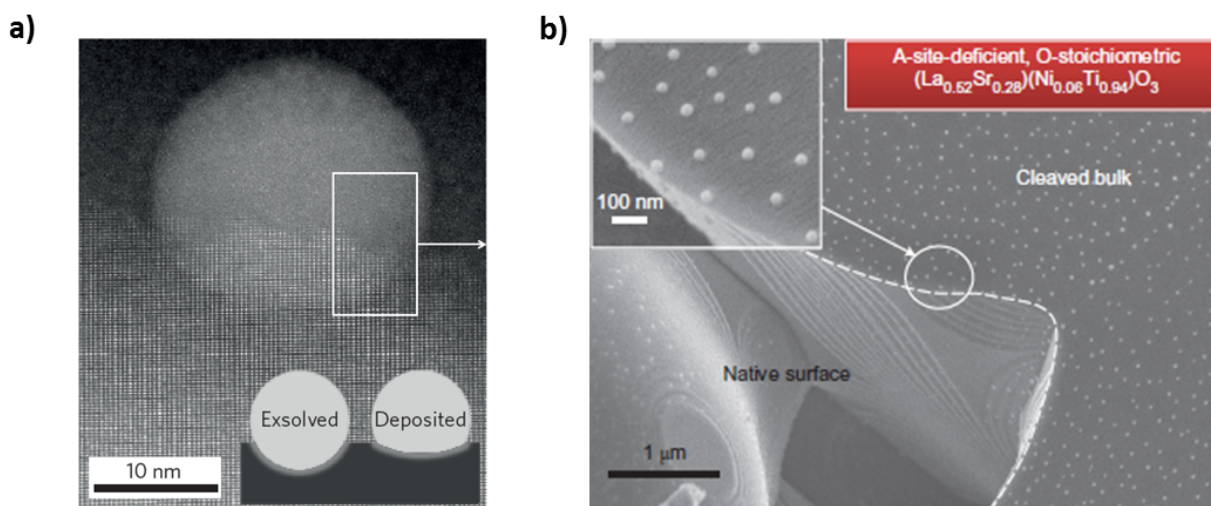 a)
b)
Exsolved
Deposited
10 nm
A-site-deficient, O-stoichiometric
(La₀.₅₂Sr₀.₂₈)(Ni₀.₀₆Ti₀.₉₄)O₃
Cleaved bulk
100 nm
Native surface
1 μm